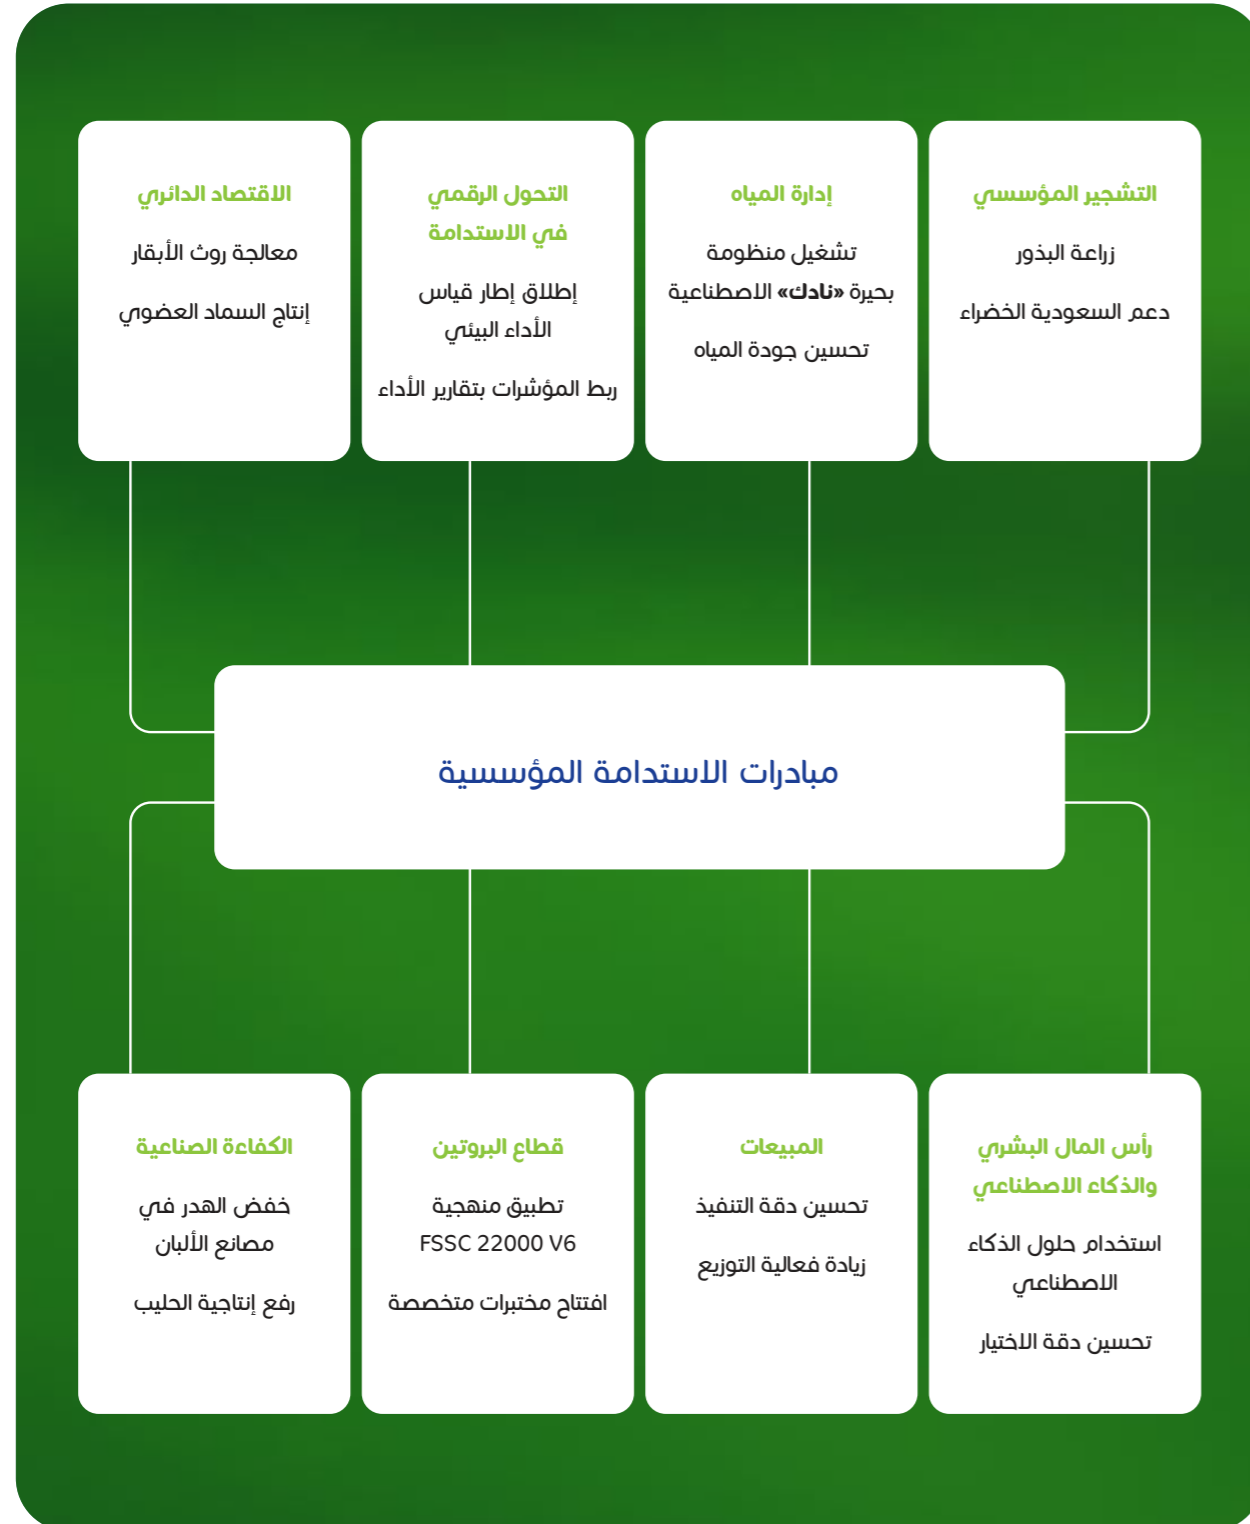 التشجير المؤسسي
زراعة البذور
دعم السعودية الخضراء
إدارة المياه
تشغيل منظومة
بحيرة «نادك» الاصطناعية
تحسين جودة المياه
التحول الرقمي
في الاستدامة
إطلاق إطار قياس
الأداء البيئي
ربط المؤشرات بتقارير الأداء
الاقتصاد الدائري
معالجة روث الأبقار
إنتاج السماد العضوي
مبادرات الاستدامة المؤسسية
رأس المال البشري
والذكاء الاصطناعي
استخدام حلول الذكاء
الاصطناعي
تحسين دقة الاختيار
المبيعات
تحسين دقة التنفيذ
زيادة فعالية التوزيع
قطاع البروتين
تطبيق منهجية
FSSC 22000 V6
افتتاح مختبرات متخصصة
الكفاءة الصناعية
خفض الهدر في
مصانع الألبان
رفع إنتاجية الحليب